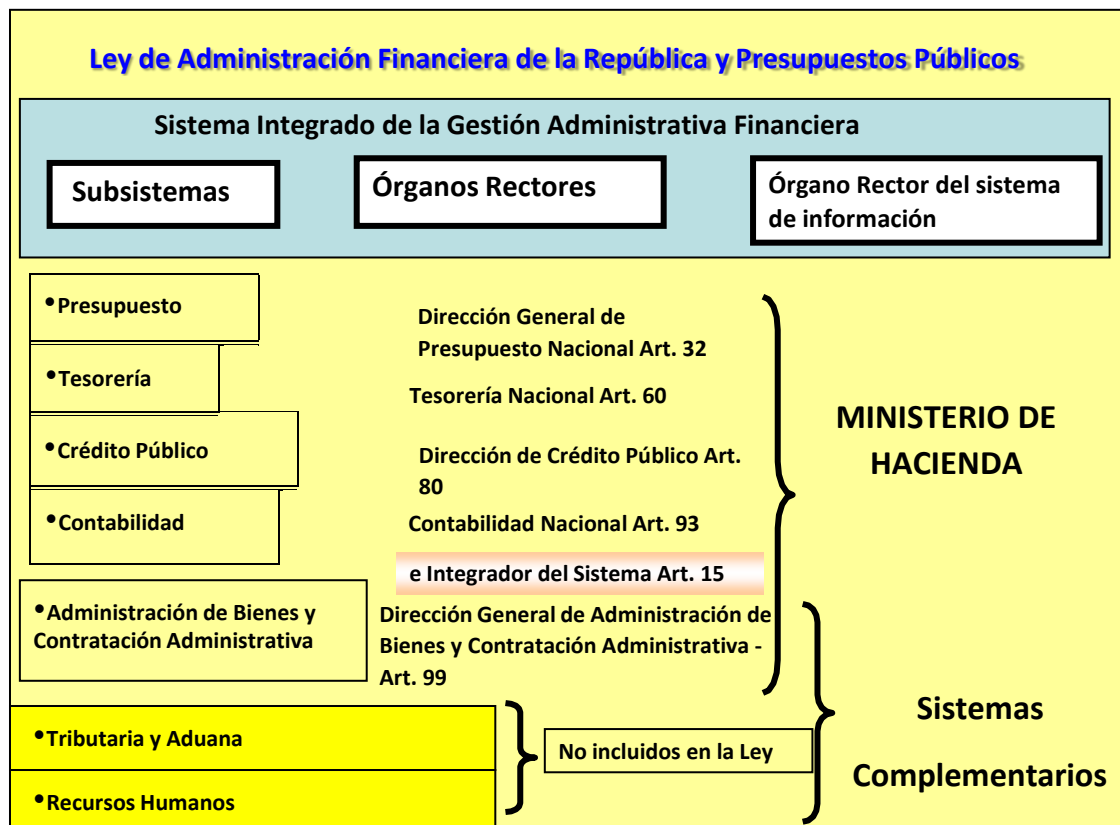 Ley de Administración Financiera de la República y Presupuestos Públicos
Sistema Integrado de la Gestión Administrativa Financiera
Subsistemas
Órganos Rectores
Órgano Rector del sistema
de información
•Presupuesto
Dirección General de
Presupuesto Nacional Art. 32
•Tesorería
Tesorería Nacional Art. 60
•Crédito Público
Dirección de Crédito Público Art.
80
•Contabilidad
Contabilidad Nacional Art. 93
e Integrador del Sistema Art. 15
MINISTERIO DE
HACIENDA
•Administración de Bienes y
Contratación Administrativa
Dirección General de Administración de
Bienes y Contratación Administrativa -
Art. 99
•Tributaria y Aduana
•Recursos Humanos
No incluidos en la Ley
Sistemas
Complementarios